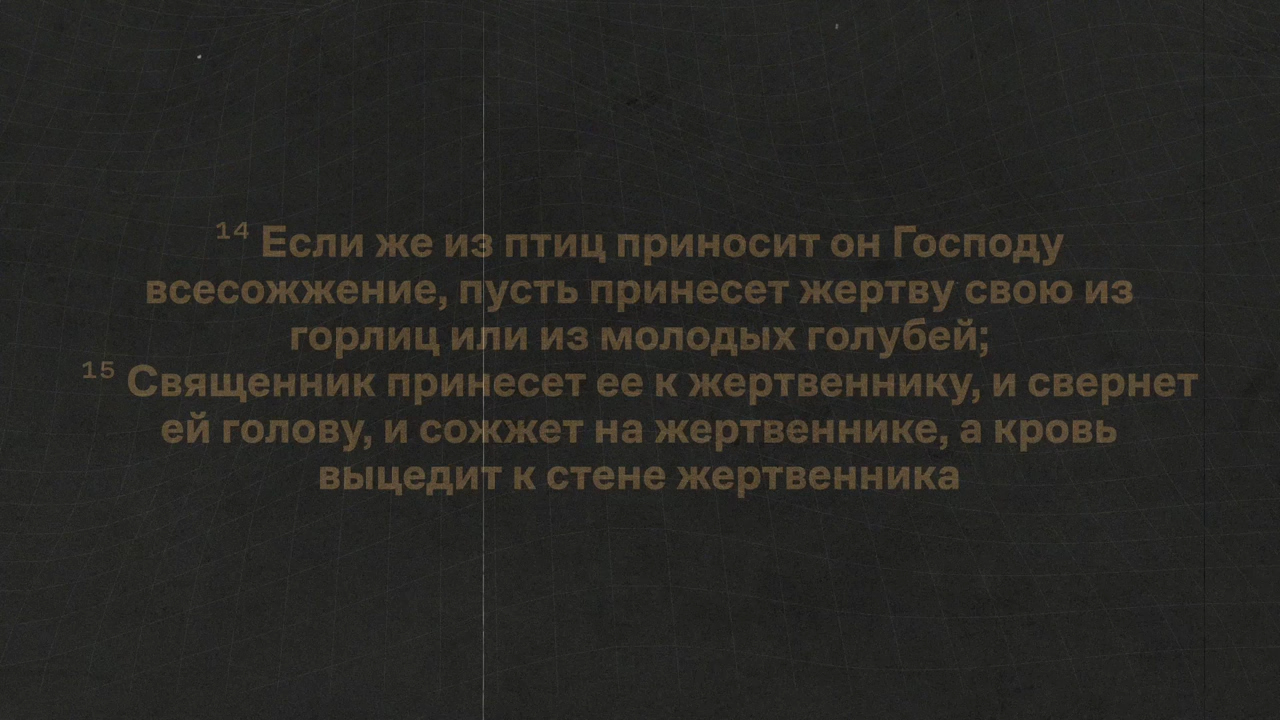 14 Если же из птиц приносит он Господу
всесожжение, пусть принесет жертву свою из
горлиц или из молодых голубей;
15 Священник принесет ее к жертвеннику, и свернет
ей голову, и сожжет на жертвеннике, а кровь
выцедит к стене жертвенника